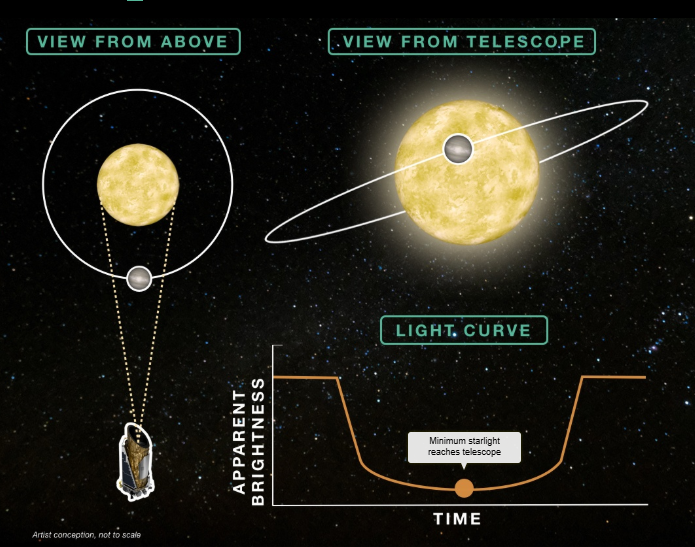 VIEW FROM ABOVE
VIEW FROM TELESCOPE
LIGHT CURVE
APPARENT
BRIGHTNESS
Minimum starlight
reaches telescope
TIME
Artist conception, not to scale